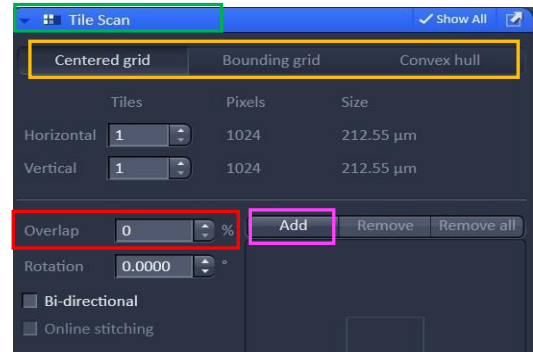 Tile Scan Show All
Centered grid Bounding grid Convex hull
Tiles Pixels Size
Horizontal 1 1024 212.55 µm
Vertical 1 1024 212.55 µm
Overlap 0 % Add Remove Remove all
Rotation 0.0000 °
Bi-directional
Online stitching